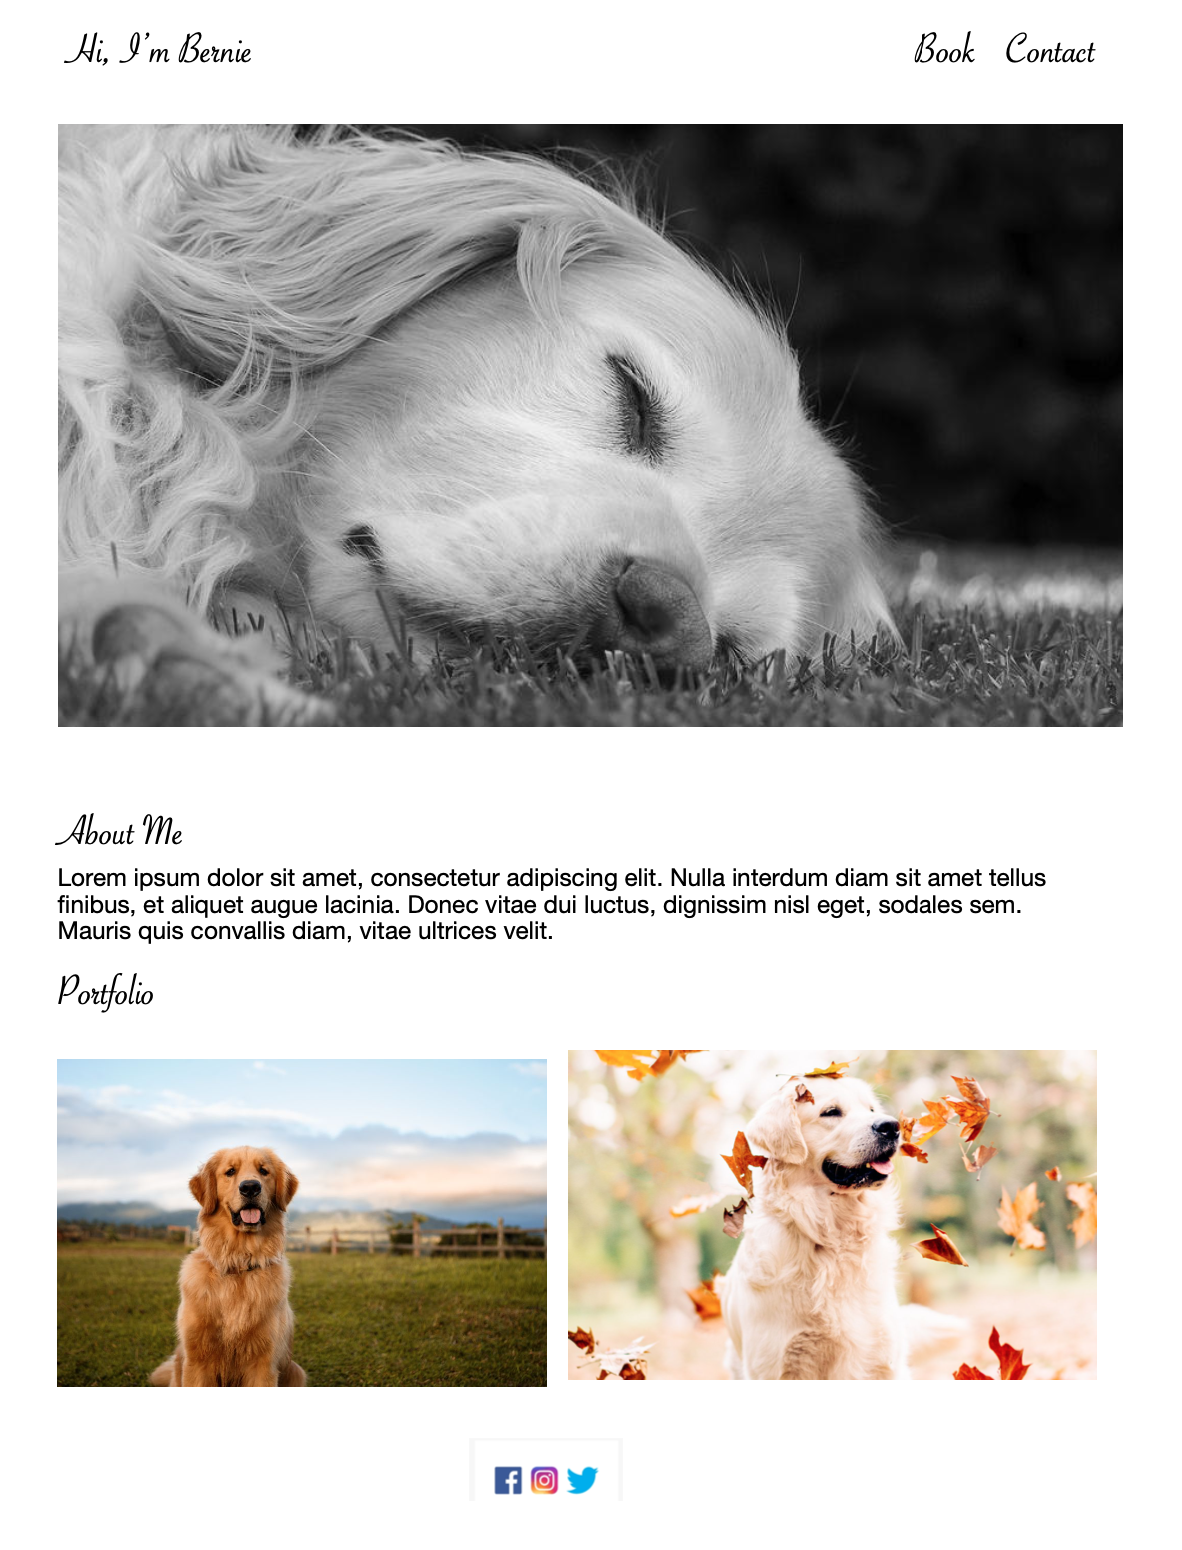 Hi, I'm Bernie
Book Contact
About Me
Lorem ipsum dolor sit amet, consectetur adipiscing elit. Nulla interdum diam sit amet tellus
finibus, et aliquet augue lacinia. Donec vitae dui luctus, dignissim nisl eget, sodales sem.
Mauris quis convallis diam, vitae ultrices velit.
Portfolio